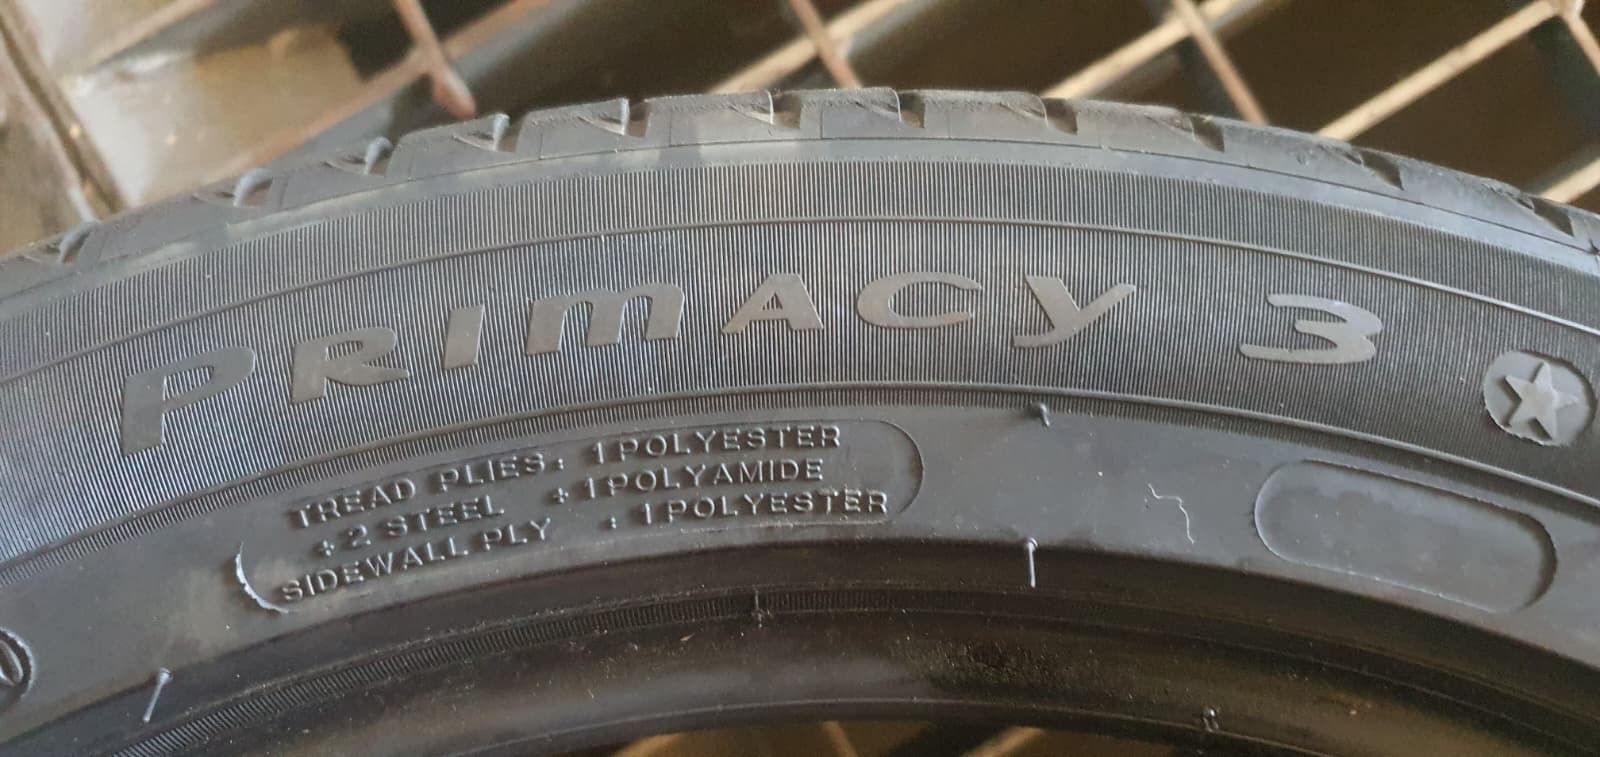 PRIMACY 3
TREAD PLIES: 1 POLYESTER
+ 2 STEEL + 1 POLYAMIDE
SIDEWALL PLY : 1 POLYESTER